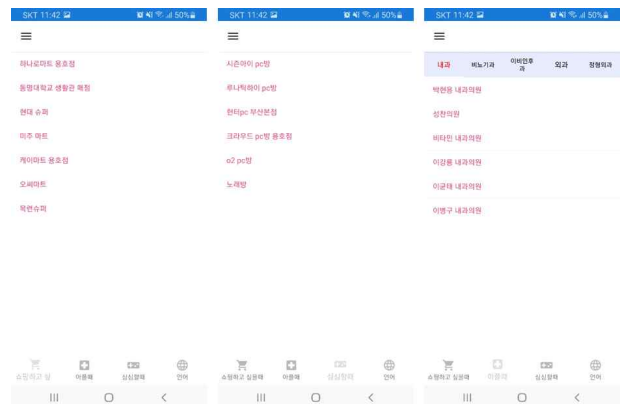 SKT 11:42
50%
하나로마트 용호점
동명대학교 생활관 매점
현대 슈퍼
미주 마트
케이마트 용호점
오써마트
학련슈퍼
쇼핑하고 싶
아플때
심심할때
언어
SKT 11:42
50%
시즌아이 pc방
루나틱하이 pc방
헌터pc 부산본점
크라우드 pc방 용호점
o2 pc방
노래방
쇼핑하고 싶을때
아플때
심심할때
언어
SKT 11:42
50%
내과
비뇨기과
이비인후과
외과
정형외과
박현용 내과의원
성찬의원
비타민 내과의원
이강용 내과의원
이균태 내과의원
이병구 내과의원
쇼핑하고 싶을때
아플때
심심할때
언어